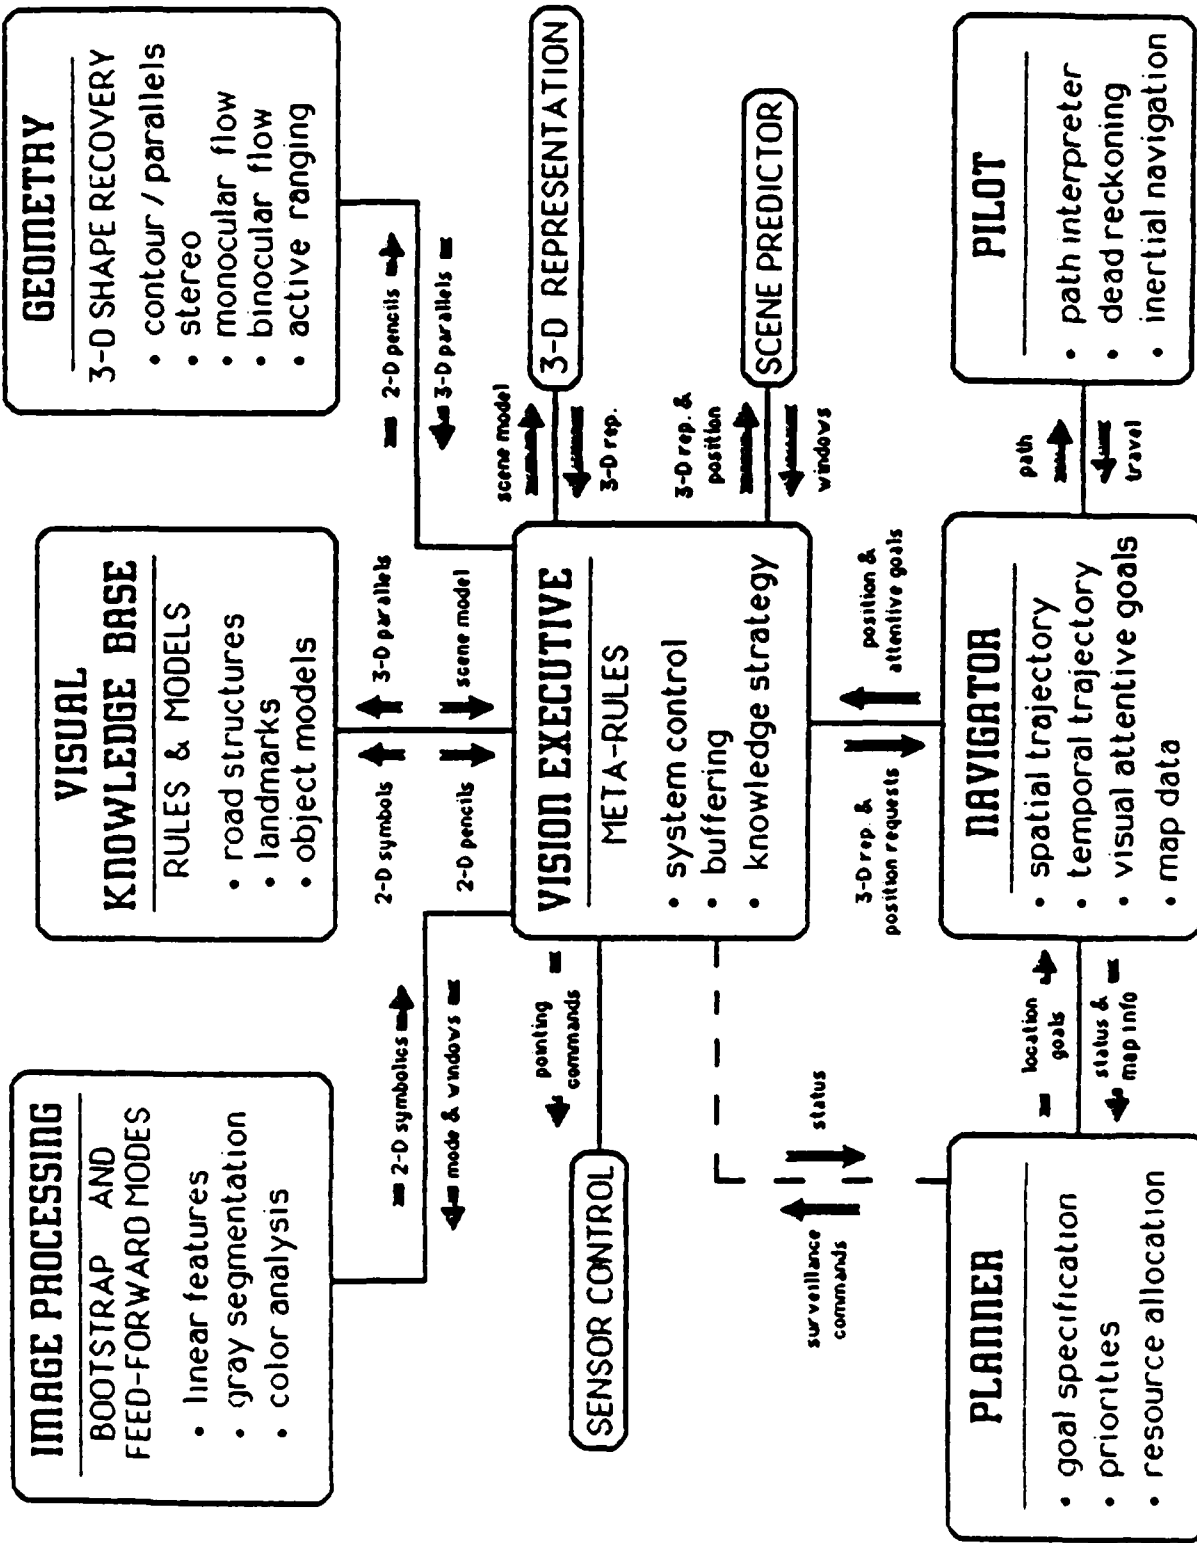 IMAGE PROCESSING
BOOTSTRAP AND
FEED-FORWARD MODES
• linear features
• gray segmentation
• color analysis
VISUAL
KNOWLEDGE BASE
RULES & MODELS
• road structures
• landmarks
• object models
GEOMETRY
3-D SHAPE RECOVERY
• contour / parallels
• stereo
• monocular flow
• binocular flow
• active ranging
2-D symbolics
mode & windows
2-D symbols
2-D pencils
3-D parallels
scene model
2-D pencils
3-D parallels
SENSOR CONTROL
pointing
commands
VISION EXECUTIVE
META-RULES
• system control
• buffering
• knowledge strategy
scene model
3-D rep.
3-D REPRESENTATION
3-D rep. &
position
windows
SCENE PREDICTOR
surveillance
commands
status
3-D rep. &
position requests
position &
attentive goals
PLANNER
• goal specification
• priorities
• resource allocation
location
goals
status &
map info
NAVIGATOR
• spatial trajectory
• temporal trajectory
• visual attentive goals
• map data
path
travel
PILOT
• path interpreter
• dead reckoning
• inertial navigation